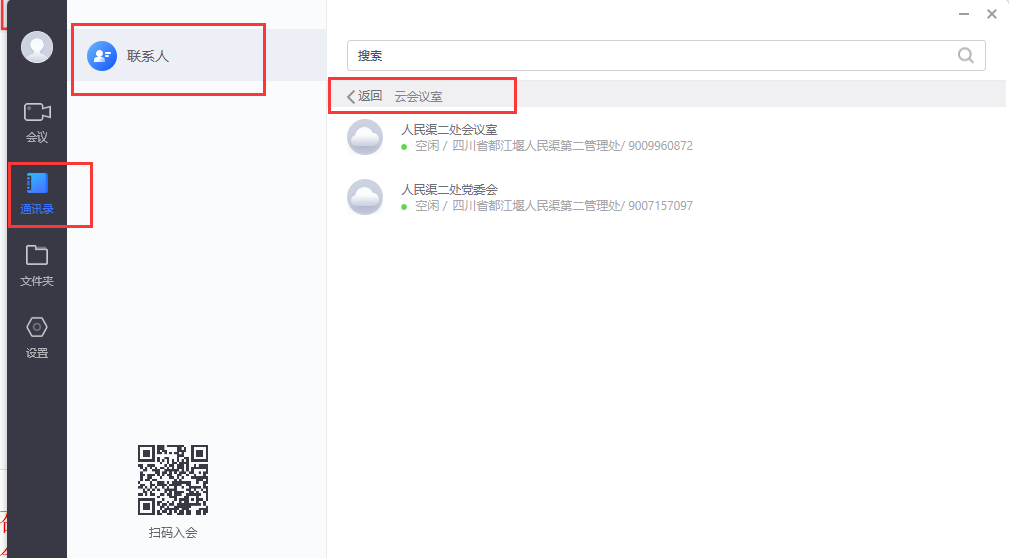 会议
通讯录
文件夹
设置
联系人
扫码入会
搜索
返回 云会议室
人民渠二处会议室
空闲 / 四川省都江堰人民渠第二管理处/ 9009960872
人民渠二处党委会
空闲 / 四川省都江堰人民渠第二管理处/ 9007157097